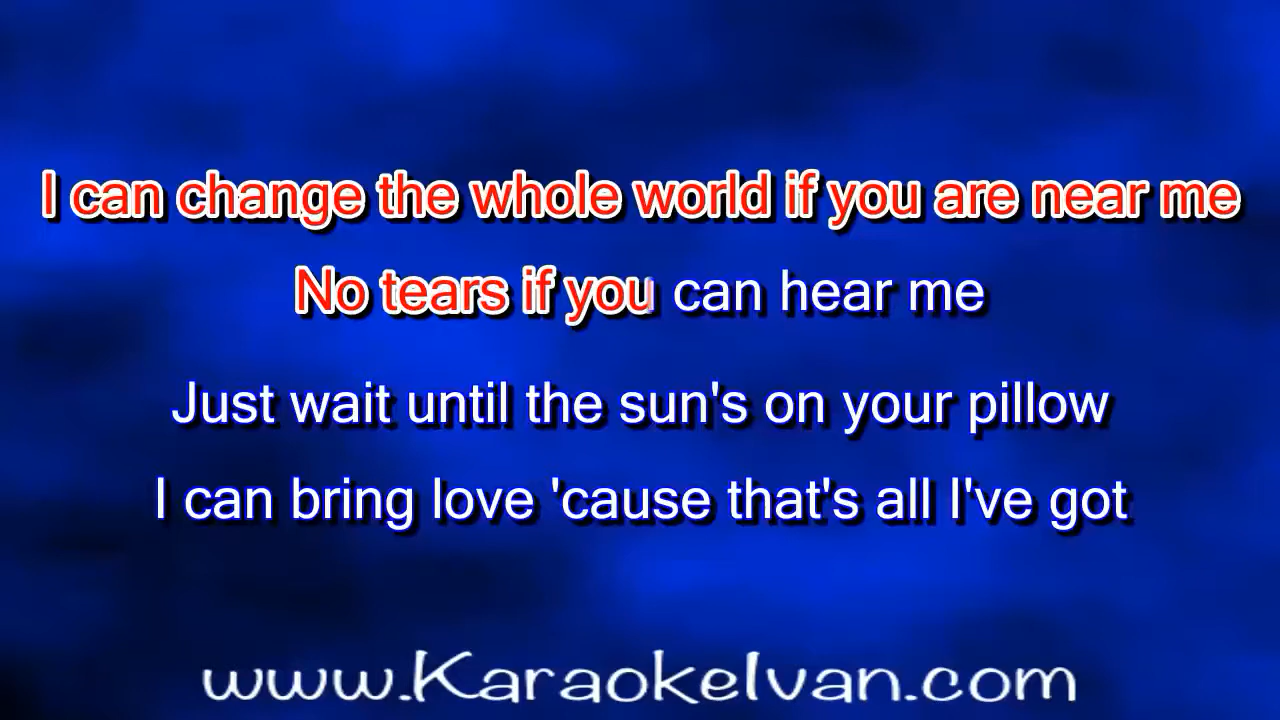 I can change the whole world if you are near me
No tears if you can hear me
Just wait until the sun's on your pillow
I can bring love 'cause that's all I've got
www.KaraokeIvan.com